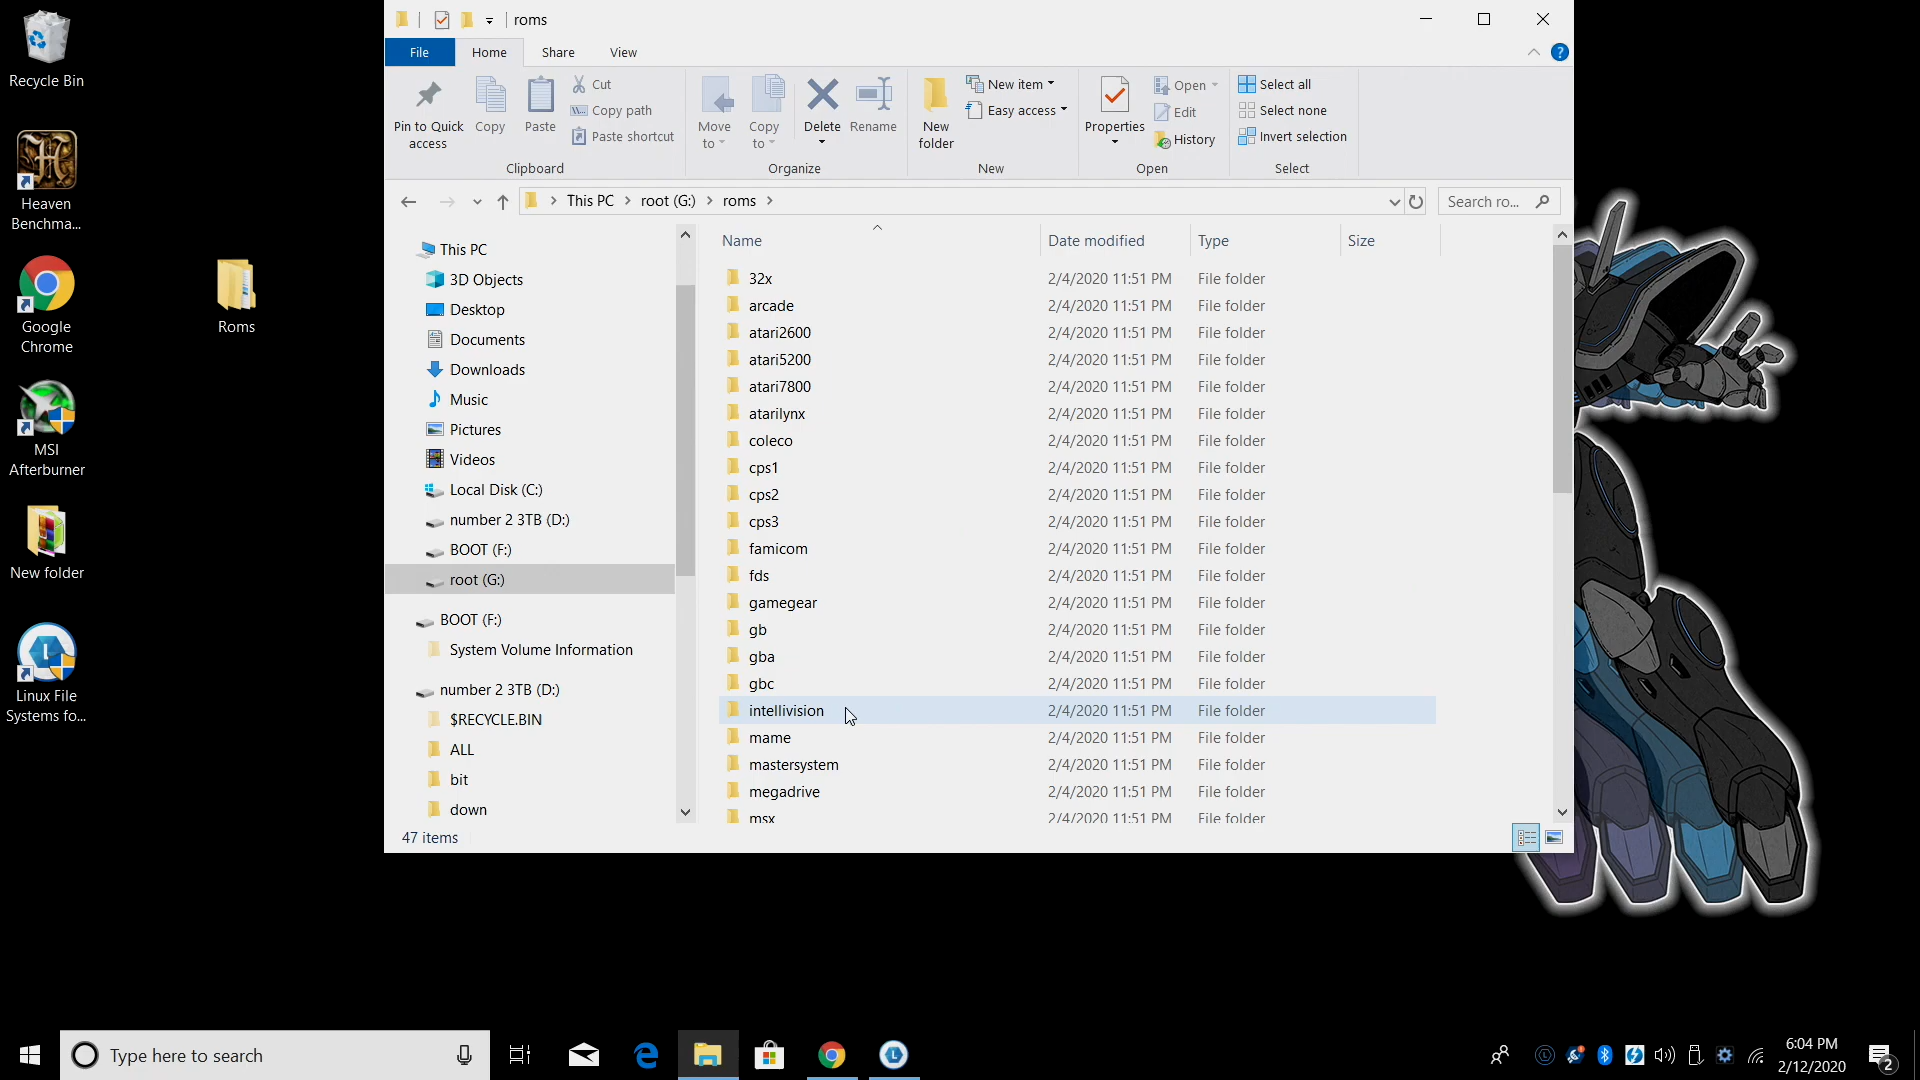 Recycle Bin
Heaven
Benchma...
Google
Chrome
MSI
Afterburner
New folder
Linux File
Systems fo...
Roms
roms
File
Home
Share
View
Pin to Quick
access
Copy
Paste
Cut
Copy path
Paste shortcut
Clipboard
Move
to
Copy
to
Delete
Rename
Organize
New
folder
New item
Easy access
New
Properties
Open
Edit
History
Open
Select all
Select none
Invert selection
Select
This PC > root (G:) > roms >
Search ro...
This PC
3D Objects
Desktop
Documents
Downloads
Music
Pictures
Videos
Local Disk (C:)
number 2 3TB (D:)
BOOT (F:)
root (G:)
BOOT (F:)
System Volume Information
number 2 3TB (D:)
$RECYCLE.BIN
ALL
bit
down
Name Date modified Type Size
32x 2/4/2020 11:51 PM File folder
arcade 2/4/2020 11:51 PM File folder
atari2600 2/4/2020 11:51 PM File folder
atari5200 2/4/2020 11:51 PM File folder
atari7800 2/4/2020 11:51 PM File folder
atarilynx 2/4/2020 11:51 PM File folder
coleco 2/4/2020 11:51 PM File folder
cps1 2/4/2020 11:51 PM File folder
cps2 2/4/2020 11:51 PM File folder
cps3 2/4/2020 11:51 PM File folder
famicom 2/4/2020 11:51 PM File folder
fds 2/4/2020 11:51 PM File folder
gamegear 2/4/2020 11:51 PM File folder
gb 2/4/2020 11:51 PM File folder
gba 2/4/2020 11:51 PM File folder
gbc 2/4/2020 11:51 PM File folder
intellivision 2/4/2020 11:51 PM File folder
mame 2/4/2020 11:51 PM File folder
mastersystem 2/4/2020 11:51 PM File folder
megadrive 2/4/2020 11:51 PM File folder
msx 2/4/2020 11:51 PM File folder
47 items
Type here to search
6:04 PM
2/12/2020
2